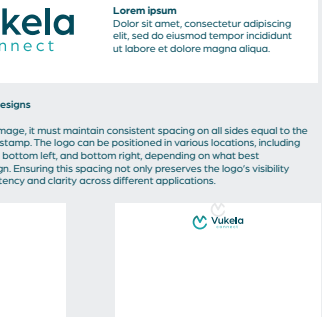 kela
nnect
Lorem ipsum
Dolor sit amet, consectetur adipiscing
elit, sed do eiusmod tempor incididunt
ut labore et dolore magna aliqua.
esigns
mage, it must maintain consistent spacing on all sides equal to the
stamp. The logo can be positioned in various locations, including
bottom left, and bottom right, depending on what best
gn. Ensuring this spacing not only preserves the logo's visibility
tency and clarity across different applications.
Vukela
connect